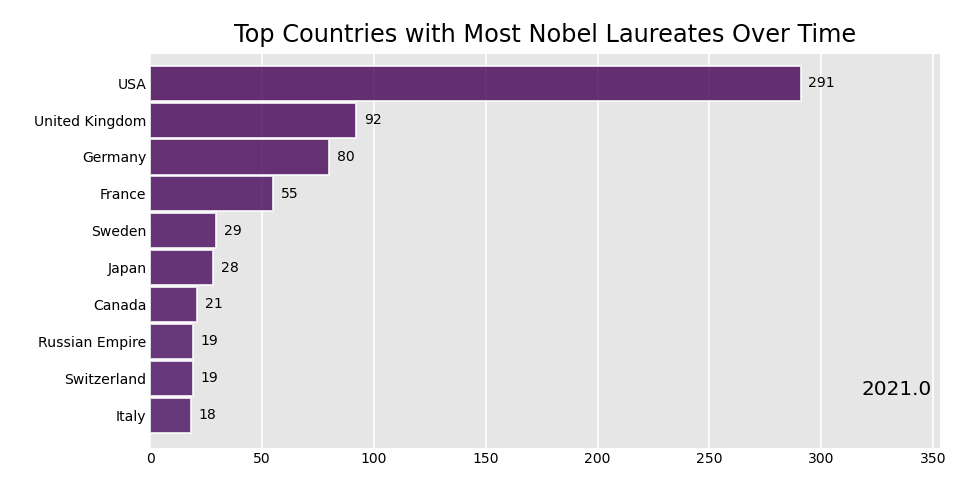 Top Countries with Most Nobel Laureates Over Time
USA 291
United Kingdom 92
Germany 80
France 55
Sweden 29
Japan 28
Canada 21
Russian Empire 19
Switzerland 19
2021.0
Italy 18
0 50 100 150 200 250 300 350